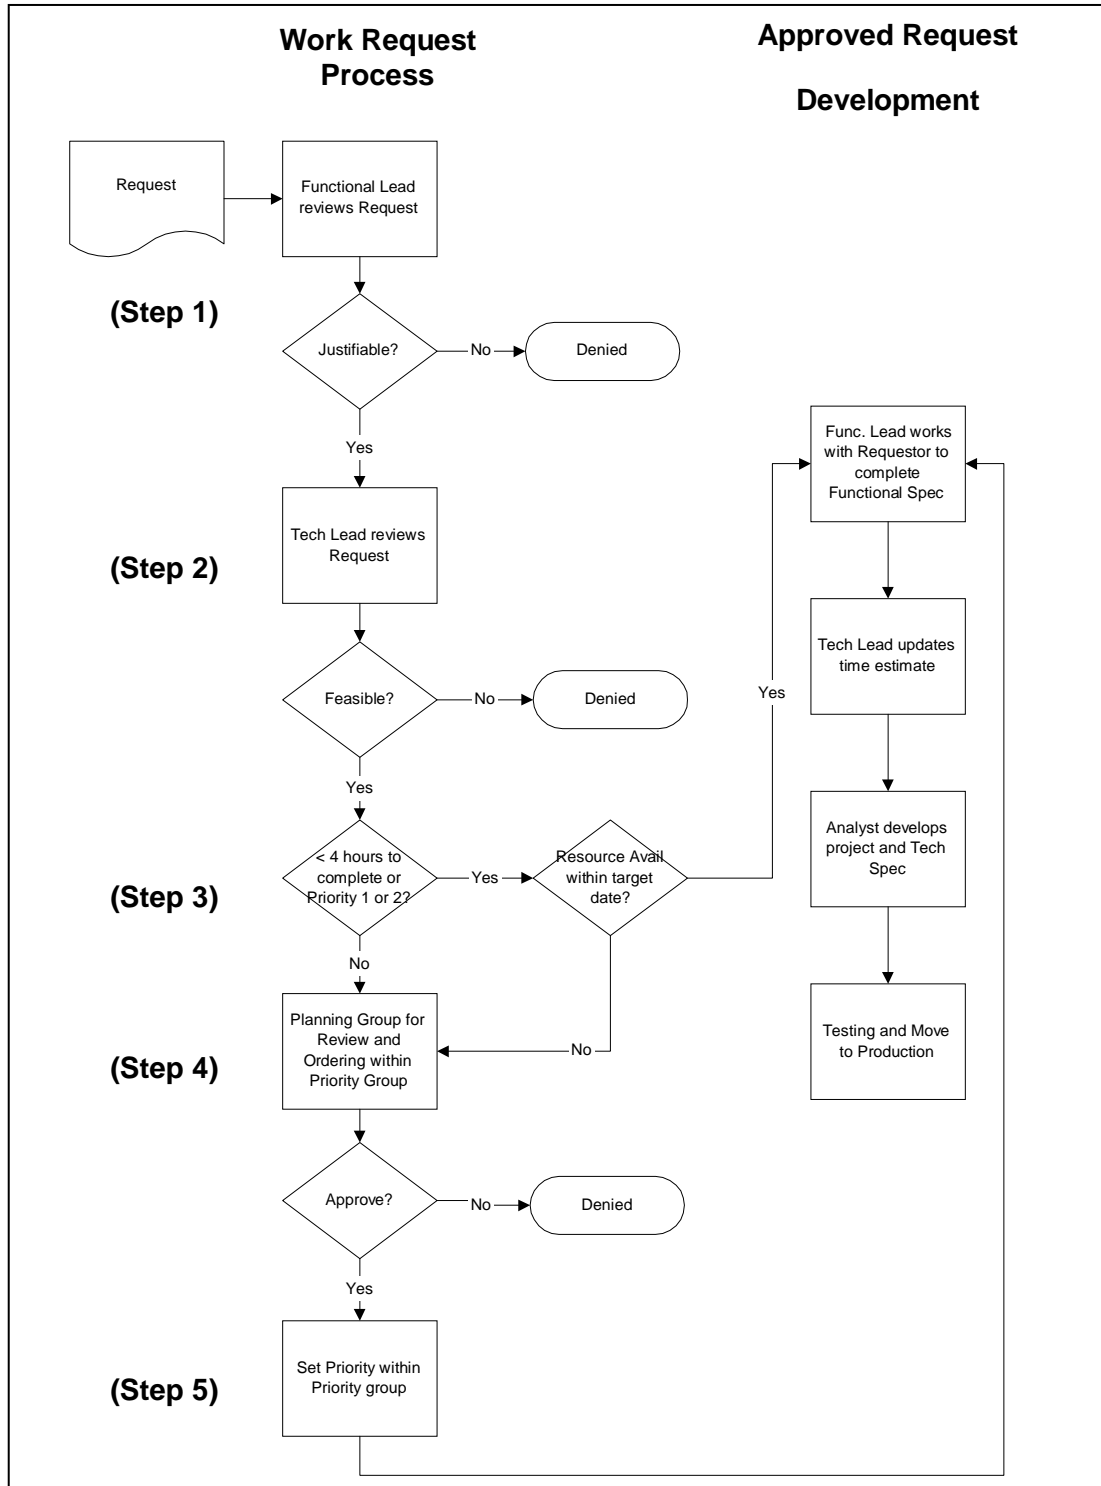 Work Request
Process
Approved Request
Development
Request
Functional Lead
reviews Request
(Step 1)
Justifiable?
No
Denied
Yes
Tech Lead reviews
Request
(Step 2)
Feasible?
No
Denied
Yes
< 4 hours to
complete or
Priority 1 or 2?
Yes
Resource Avail
within target
date?
(Step 3)
No
Planning Group for
Review and
Ordering within
Priority Group
No
(Step 4)
Approve?
No
Denied
Yes
Set Priority within
Priority group
(Step 5)
Yes
Func. Lead works
with Requestor to
complete
Functional Spec
Tech Lead updates
time estimate
Analyst develops
project and Tech
Spec
Testing and Move
to Production